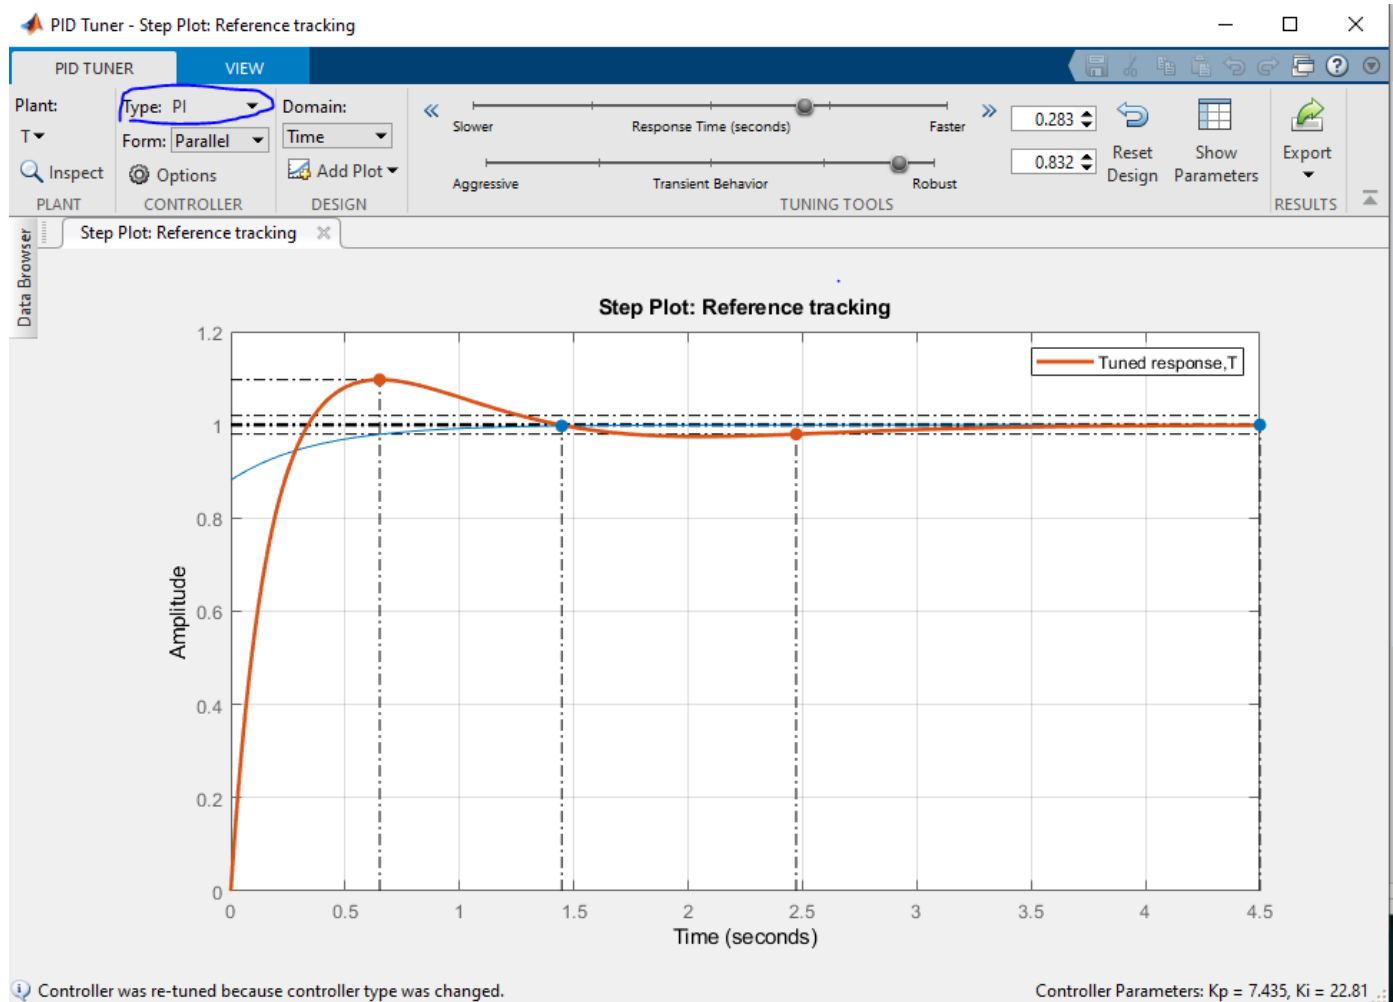 PID Tuner - Step Plot: Reference tracking
PID TUNER
VIEW
Plant:
T
Inspect
PLANT
Type: PI
Form: Parallel
Options
CONTROLLER
Domain:
Time
Add Plot
DESIGN
Slower
Response Time (seconds)
Faster
0.283
Aggressive
Transient Behavior
Robust
0.832
TUNING TOOLS
Reset
Design
Show
Parameters
Export
RESULTS
Data Browser
Step Plot: Reference tracking
Step Plot: Reference tracking
Tuned response,T
Amplitude
1.2
1
0.8
0.6
0.4
0.2
0
0 0.5 1 1.5 2 2.5 3 3.5 4 4.5
Time (seconds)
Controller was re-tuned because controller type was changed.
Controller Parameters: Kp = 7.435, Ki = 22.81